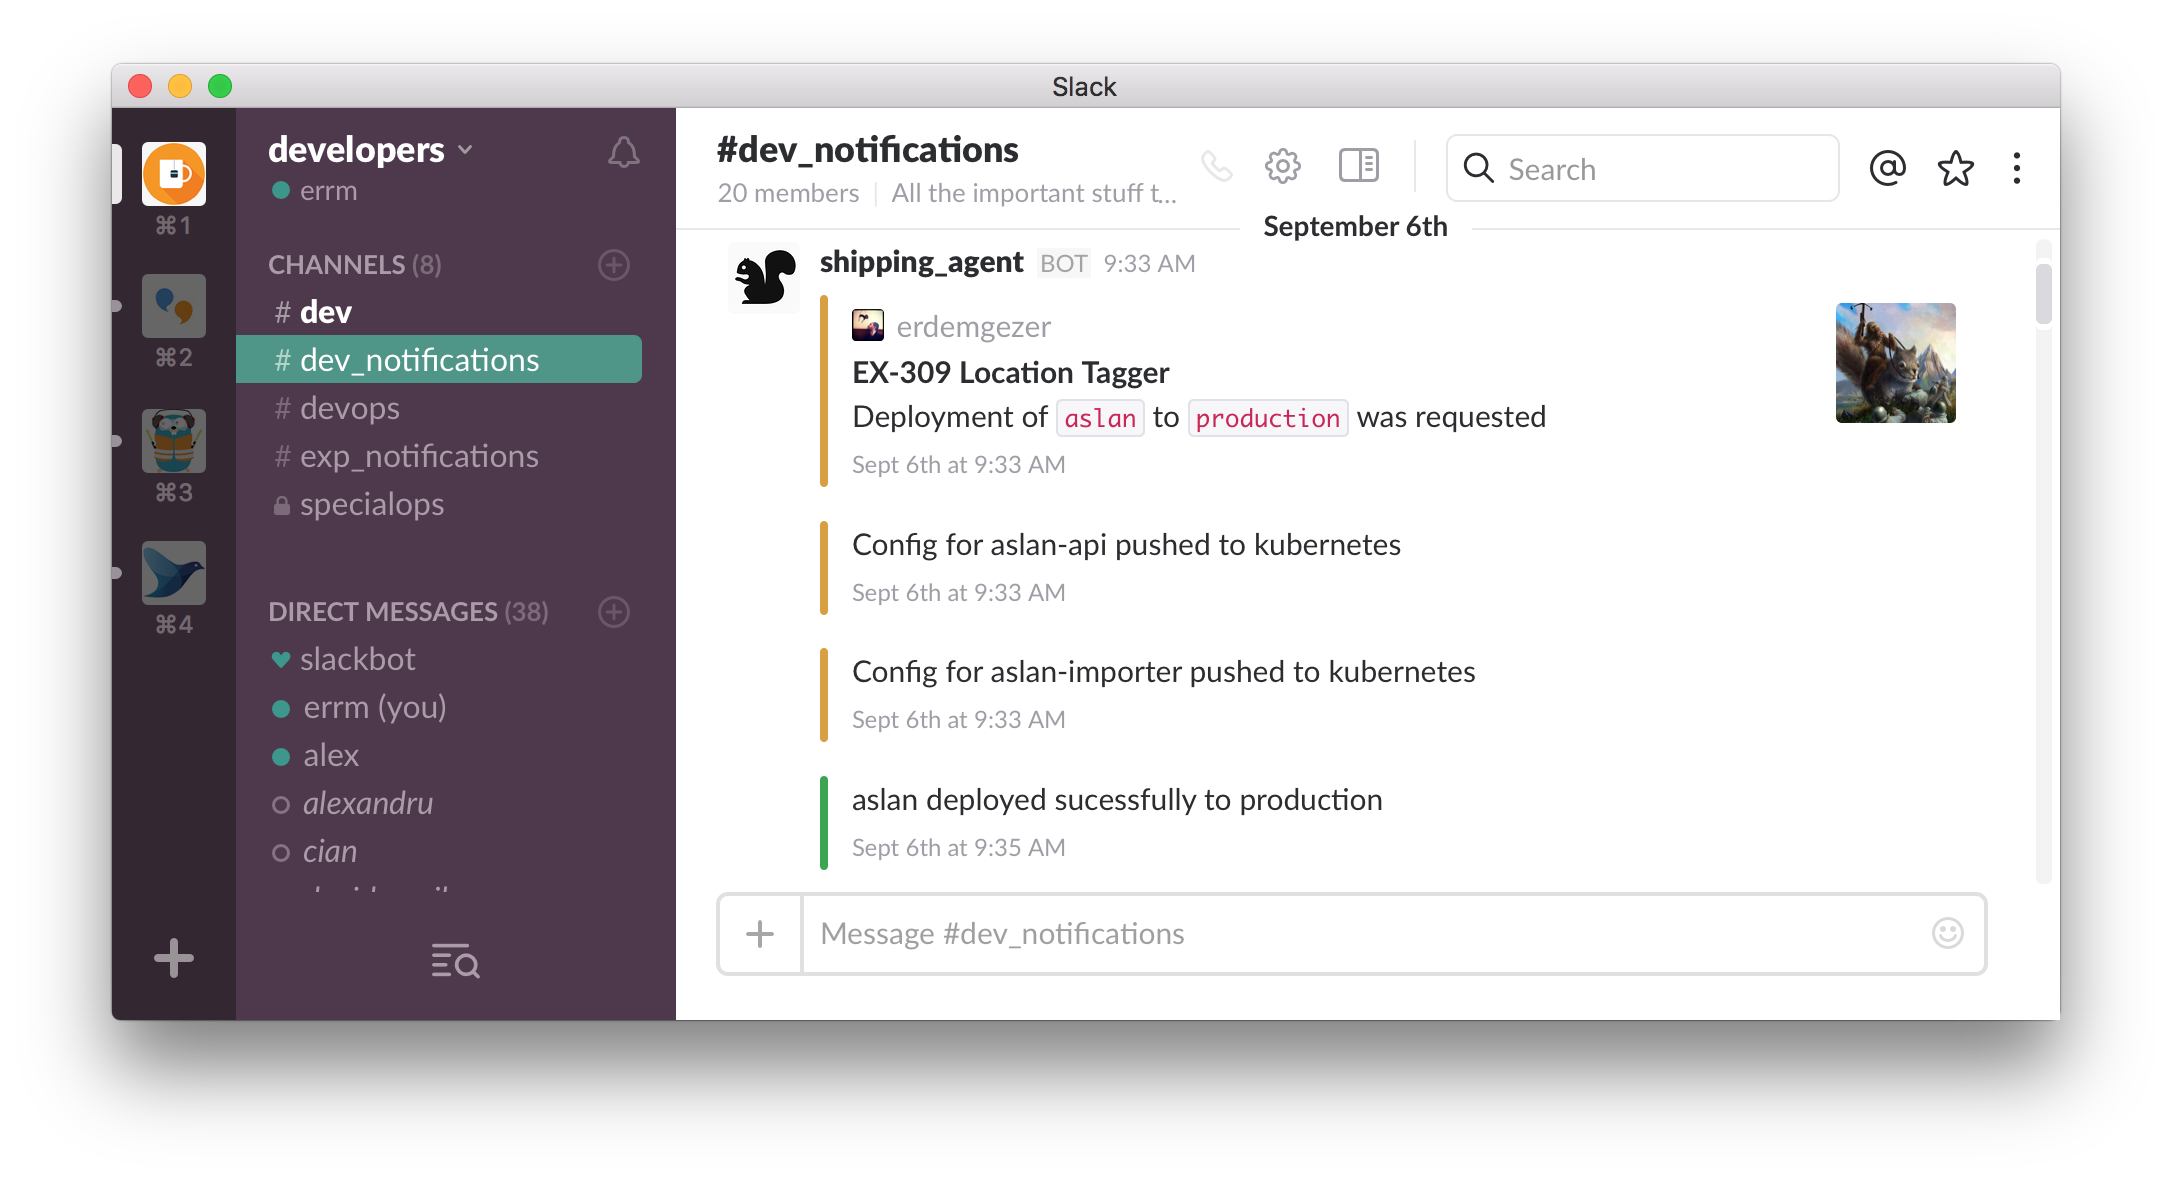 Slack
⌘1
⌘2
⌘3
⌘4
developers
errm
CHANNELS (8)
# dev
# dev_notifications
# devops
# exp_notifications
specialops
DIRECT MESSAGES (38)
slackbot
errm (you)
alex
alexandru
cian
#dev_notifications
20 members
All the important stuff t...
Search
September 6th
shipping_agent BOT 9:33 AM
erdemgezer
EX-309 Location Tagger
Deployment of aslan to production was requested
Sept 6th at 9:33 AM
Config for aslan-api pushed to kubernetes
Sept 6th at 9:33 AM
Config for aslan-importer pushed to kubernetes
Sept 6th at 9:33 AM
aslan deployed sucessfully to production
Sept 6th at 9:35 AM
Message #dev_notifications